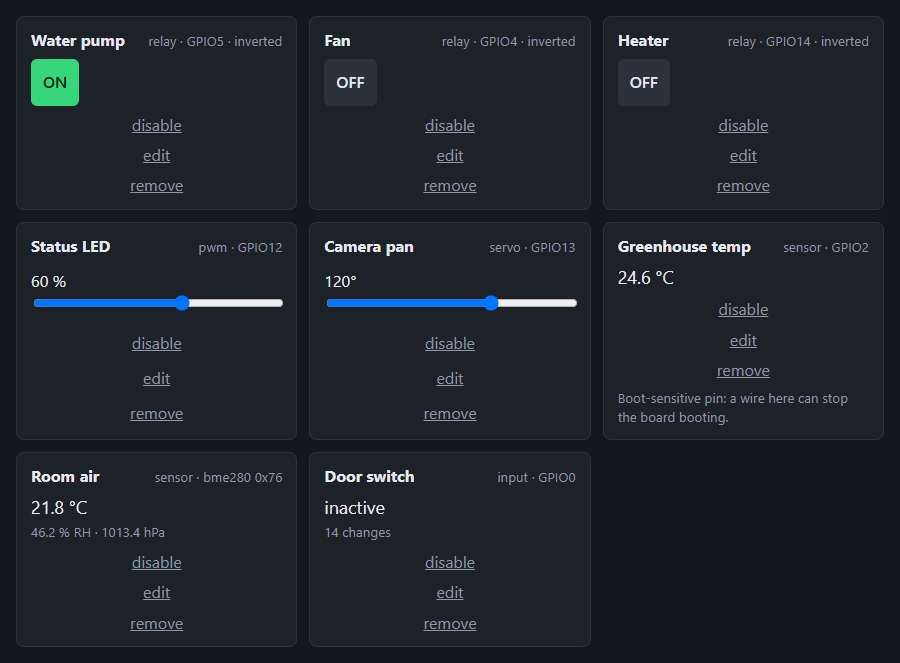 Water pump relay · GPIO5 · inverted
ON
disable
edit
remove
Fan relay · GPIO4 · inverted
OFF
disable
edit
remove
Heater relay · GPIO14 · inverted
OFF
disable
edit
remove
Status LED pwm · GPIO12
60 %
disable
edit
remove
Camera pan servo · GPIO13
120°
disable
edit
remove
Greenhouse temp sensor · GPIO2
24.6 °C
disable
edit
remove
Boot-sensitive pin: a wire here can stop
the board booting.
Room air sensor · bme280 0x76
21.8 °C
46.2 % RH · 1013.4 hPa
disable
edit
remove
Door switch input · GPIO0
inactive
14 changes
disable
edit
remove